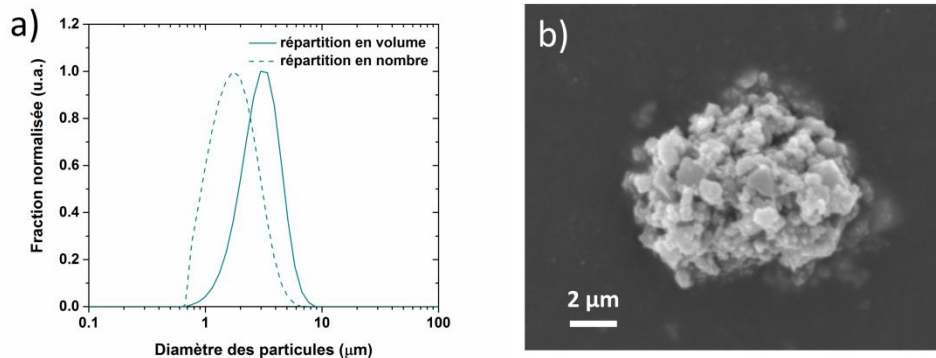 a)
1.2
1.0
0.8
0.6
0.4
0.2
0.0
Fraction normalisée (u.a.)
répartition en volume
répartition en nombre
0.1
1
10
100
Diamètre des particules (μm)
b)
2 μm